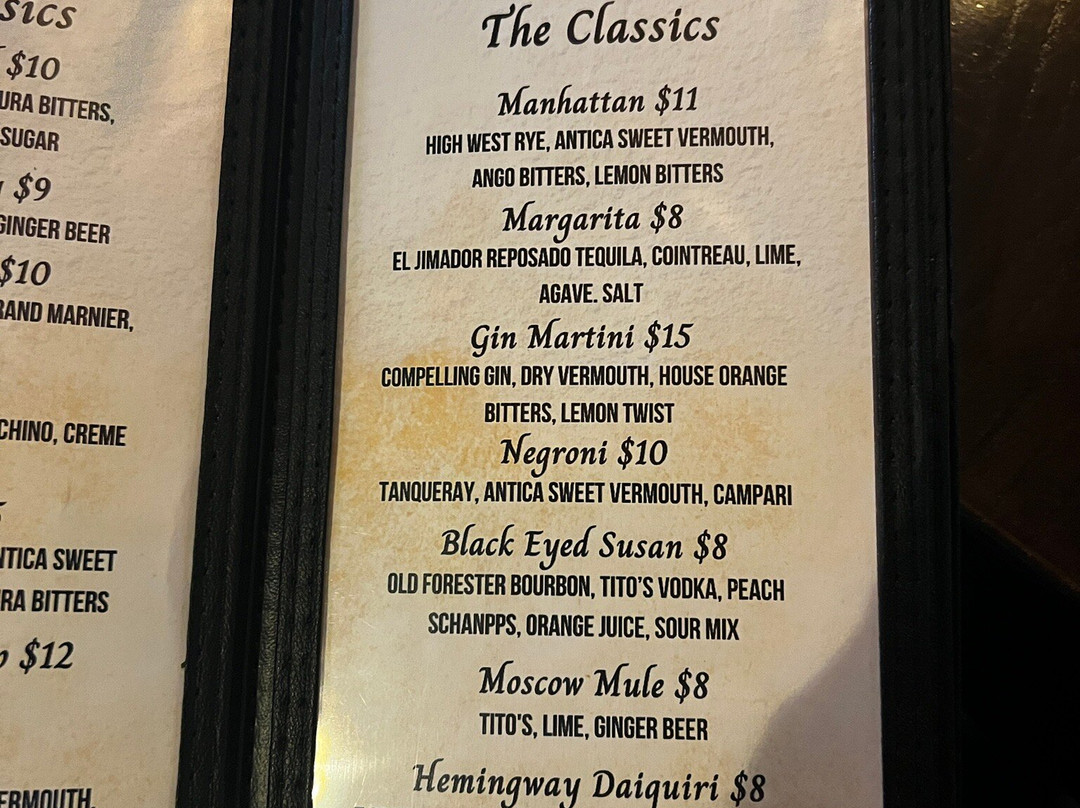 $10
BITTERS,
SUGAR
$9
GINGER BEER
$10
MARNIER,
CREME
SWEET
BITTERS
$12
The Classics
Manhattan $11
HIGH WEST RYE, ANTICA SWEET VERMOUTH,
ANGO BITTERS, LEMON BITTERS
Margarita $8
EL JIMADOR REPOSADO TEQUILA, COINTREAU, LIME,
AGAVE. SALT
Gin Martini $15
COMPELLING GIN, DRY VERMOUTH, HOUSE ORANGE
BITTERS, LEMON TWIST
Negroni $10
TANQUERAY, ANTICA SWEET VERMOUTH, CAMPARI
Black Eyed Susan $8
OLD FORESTER BOURBON, TITO'S VODKA, PEACH
SCHANPPS, ORANGE JUICE, SOUR MIX
Moscow Mule $8
TITO'S, LIME, GINGER BEER
Hemingway Daiquiri $8